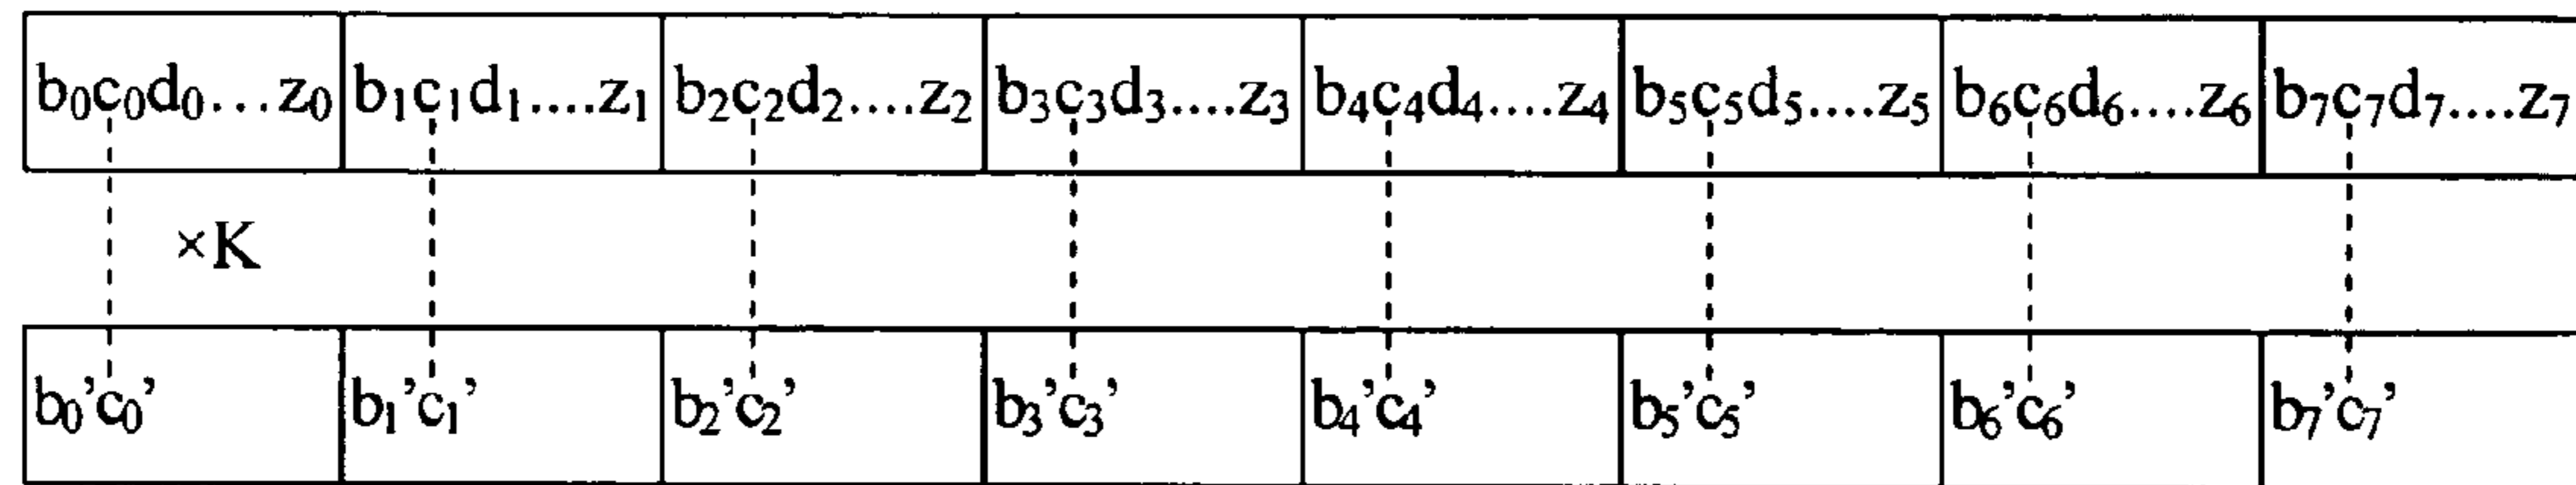 b₀c₀d₀...z₀ b₁c₁d₁....z₁ b₂c₂d₂....z₂ b₃c₃d₃....z₃ b₄c₄d₄....z₄ b₅c₅d₅....z₅ b₆c₆d₆....z₆ b₇c₇d₇....z₇
×K
b₀'c₀' b₁'c₁' b₂'c₂' b₃'c₃' b₄'c₄' b₅'c₅' b₆'c₆' b₇'c₇'